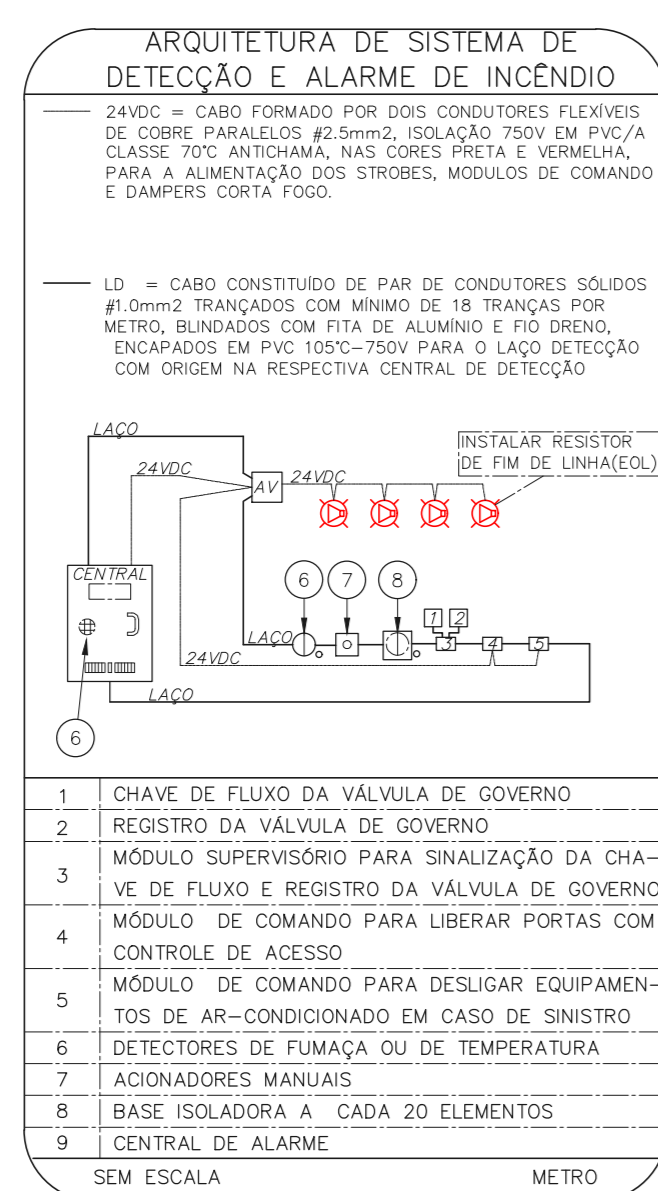 ARQUITETURA DE SISTEMA DE
DETECÇÃO E ALARME DE INCÊNDIO
24VDC = CABO FORMADO POR DOIS CONDUTORES FLEXÍVEIS
DE COBRE PARALELOS #2.5mm2, ISOLAÇÃO 750V EM PVC/A
CLASSE 70°C ANTICHAMA, NAS CORES PRETA E VERMELHA,
PARA A ALIMENTAÇÃO DOS STROBES, MODULOS DE COMANDO
E DAMPERS CORTA FOGO.
LD = CABO CONSTITUÍDO DE PAR DE CONDUTORES SÓLIDOS
#1.0mm2 TRANÇADOS COM MÍNIMO DE 18 TRANÇAS POR
METRO, BLINDADOS COM FITA DE ALUMÍNIO E FIO DRENO,
ENCAPADOS EM PVC 105°C-750V PARA O LAÇO DETECÇÃO
COM ORIGEM NA RESPECTIVA CENTRAL DE DETECÇÃO
LAÇO
INSTALAR RESISTOR
DE FIM DE LINHA(EOL)
24VDC
AV
24VDC
CENTRAL
6 7 8
1 2
LAÇO
3 4 5
24VDC
LAÇO
6
1 CHAVE DE FLUXO DA VÁLVULA DE GOVERNO
2 REGISTRO DA VÁLVULA DE GOVERNO
3 MÓDULO SUPERVISÓRIO PARA SINALIZAÇÃO DA CHA-
VE DE FLUXO E REGISTRO DA VÁLVULA DE GOVERNO
4 MÓDULO DE COMANDO PARA LIBERAR PORTAS COM
CONTROLE DE ACESSO
5 MÓDULO DE COMANDO PARA DESLIGAR EQUIPAMEN-
TOS DE AR-CONDICIONADO EM CASO DE SINISTRO
6 DETECTORES DE FUMAÇA OU DE TEMPERATURA
7 ACIONADORES MANUAIS
8 BASE ISOLADORA A CADA 20 ELEMENTOS
9 CENTRAL DE ALARME
SEM ESCALA METRO